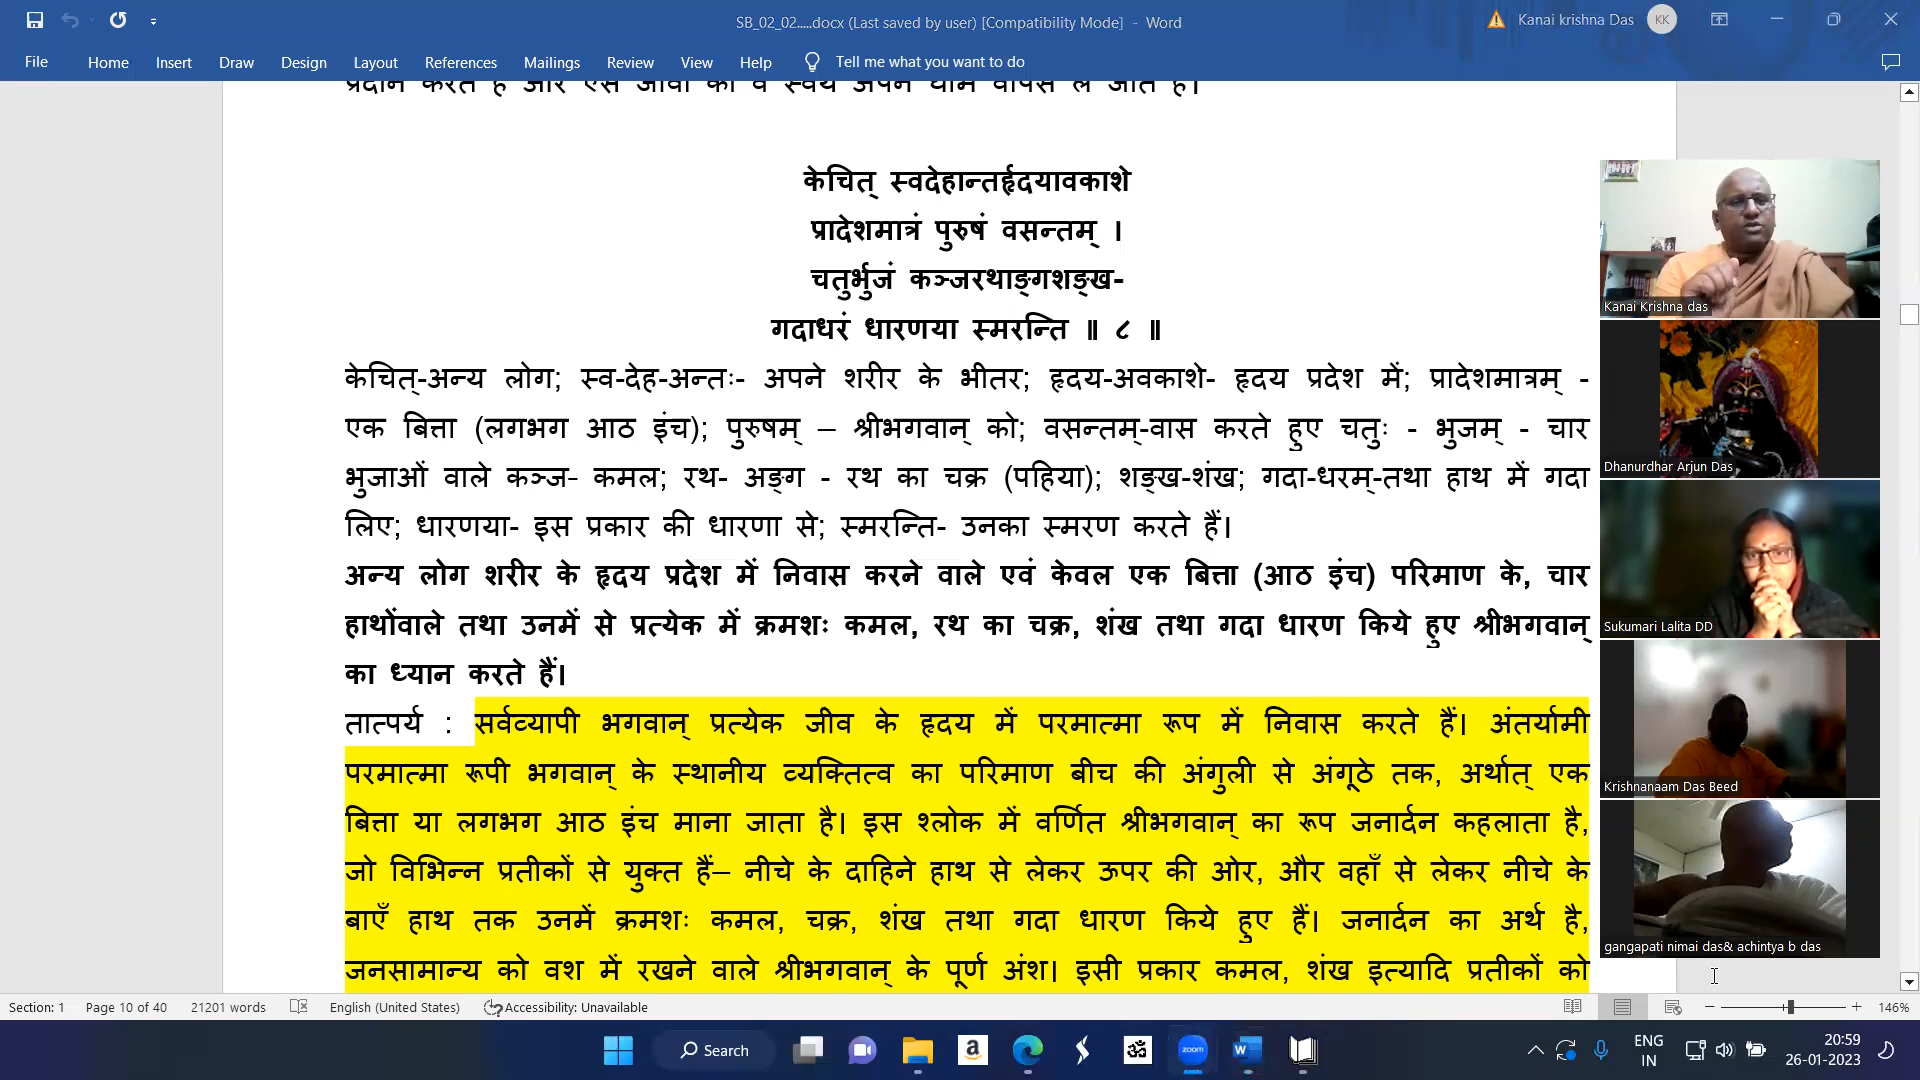 SB_02_02.....docx (Last saved by user) [Compatibility Mode] - Word
Kanai krishna Das
KK
File Home Insert Draw Design Layout References Mailings Review View Help Tell me what you want to do
केचित् स्वदेहान्तर्हृदयावकाशे
प्रादेशमात्रं पुरुषं वसन्तम् ।
चतुर्भुजं कञ्जरथाङ्गशङ्ख-
गदाधरं धारणया स्मरन्ति ॥ ८ ॥
केचित्-अन्य लोग; स्व-देह-अन्तः- अपने शरीर के भीतर; हृदय-अवकाशे- हृदय प्रदेश में; प्रादेशमात्रम् -
एक बित्ता (लगभग आठ इंच); पुरुषम् – श्रीभगवान् को; वसन्तम्-वास करते हुए चतुः - भुजम् - चार
भुजाओं वाले कञ्ज- कमल; रथ- अङ्ग - रथ का चक्र (पहिया); शङ्ख-शंख; गदा-धरम्-तथा हाथ में गदा
लिए; धारणया- इस प्रकार की धारणा से; स्मरन्ति- उनका स्मरण करते हैं।
अन्य लोग शरीर के हृदय प्रदेश में निवास करने वाले एवं केवल एक बित्ता (आठ इंच) परिमाण के, चार
हाथोंवाले तथा उनमें से प्रत्येक में क्रमशः कमल, रथ का चक्र, शंख तथा गदा धारण किये हुए श्रीभगवान्
का ध्यान करते हैं।
तात्पर्य : सर्वव्यापी भगवान् प्रत्येक जीव के हृदय में परमात्मा रूप में निवास करते हैं। अंतर्यामी
परमात्मा रूपी भगवान् के स्थानीय व्यक्तित्व का परिमाण बीच की अंगुली से अंगूठे तक, अर्थात् एक
बित्ता या लगभग आठ इंच माना जाता है। इस श्लोक में वर्णित श्रीभगवान् का रूप जनार्दन कहलाता है,
जो विभिन्न प्रतीकों से युक्त हैं– नीचे के दाहिने हाथ से लेकर ऊपर की ओर, और वहाँ से लेकर नीचे के
बाएँ हाथ तक उनमें क्रमशः कमल, चक्र, शंख तथा गदा धारण किये हुए हैं। जनार्दन का अर्थ है,
जनसामान्य को वश में रखने वाले श्रीभगवान् के पूर्ण अंश। इसी प्रकार कमल, शंख इत्यादि प्रतीकों को
Kanai Krishna das
Dhanurdhar Arjun Das
Sukumari Lalita DD
Krishnanaam Das Beed
gangapati nimai das& achintya b das
Section: 1 Page 10 of 40 21201 words English (United States) Accessibility: Unavailable 146%
Search
zoom
ENG
IN
20:59
26-01-2023